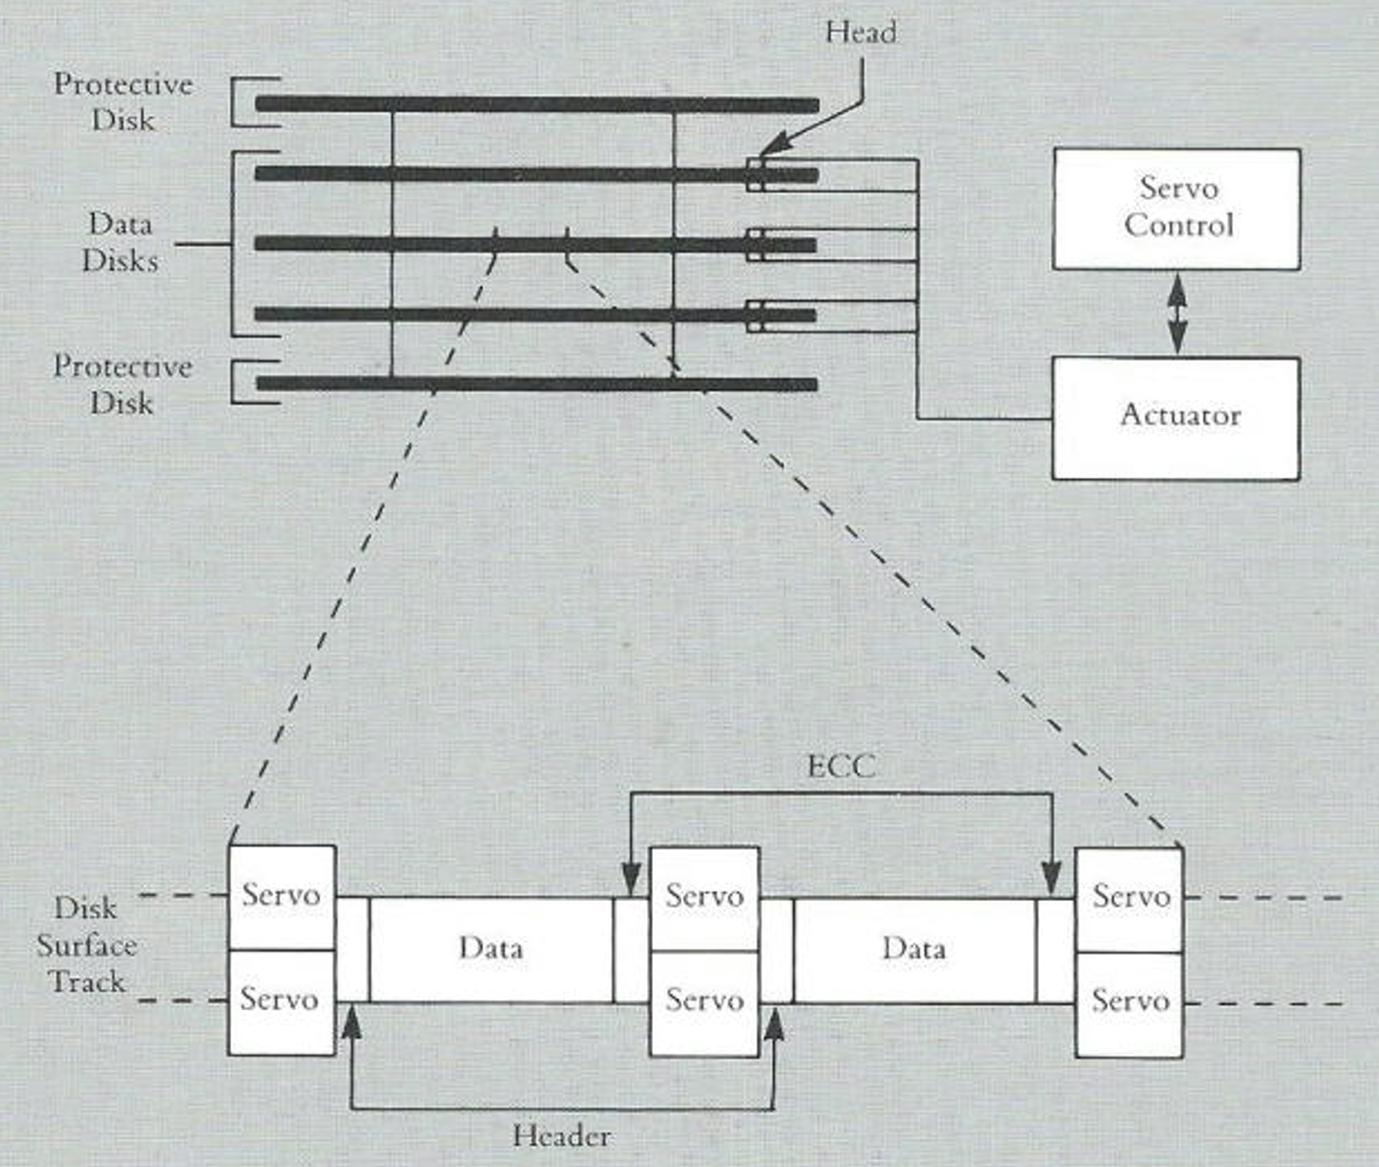 Head
Protective
Disk
Servo
Control
Data
Disks
Protective
Disk
Actuator
ECC
Servo
Servo
Servo
Disk
Surface
Track
Data
Data
Servo
Servo
Servo
Header